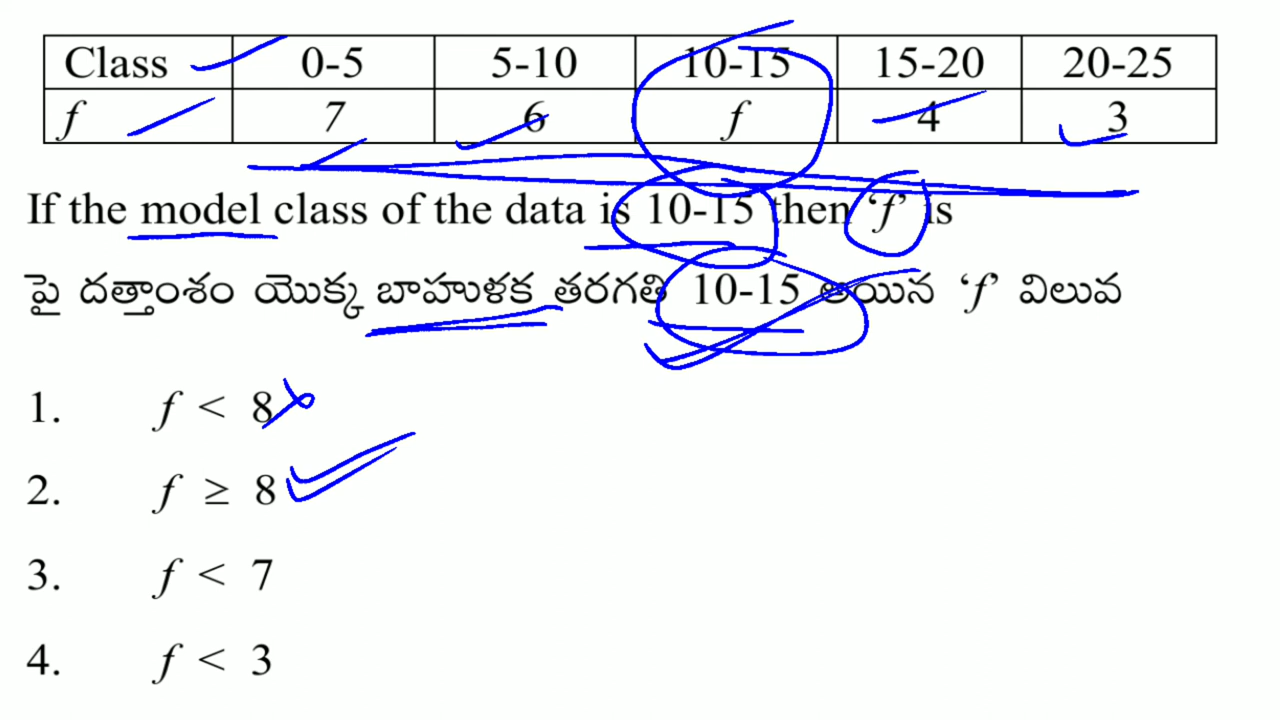 Class 0-5 5-10 10-15 15-20 20-25
f 7 6 f 4 3
If the model class of the data is 10-15 then ‘f’ is
పై దత్తాంశం యొక్క బాహుళక తరగతి 10-15 అయిన ‘f’ విలువ
1. f < 8
2. f ≥ 8
3. f < 7
4. f < 3